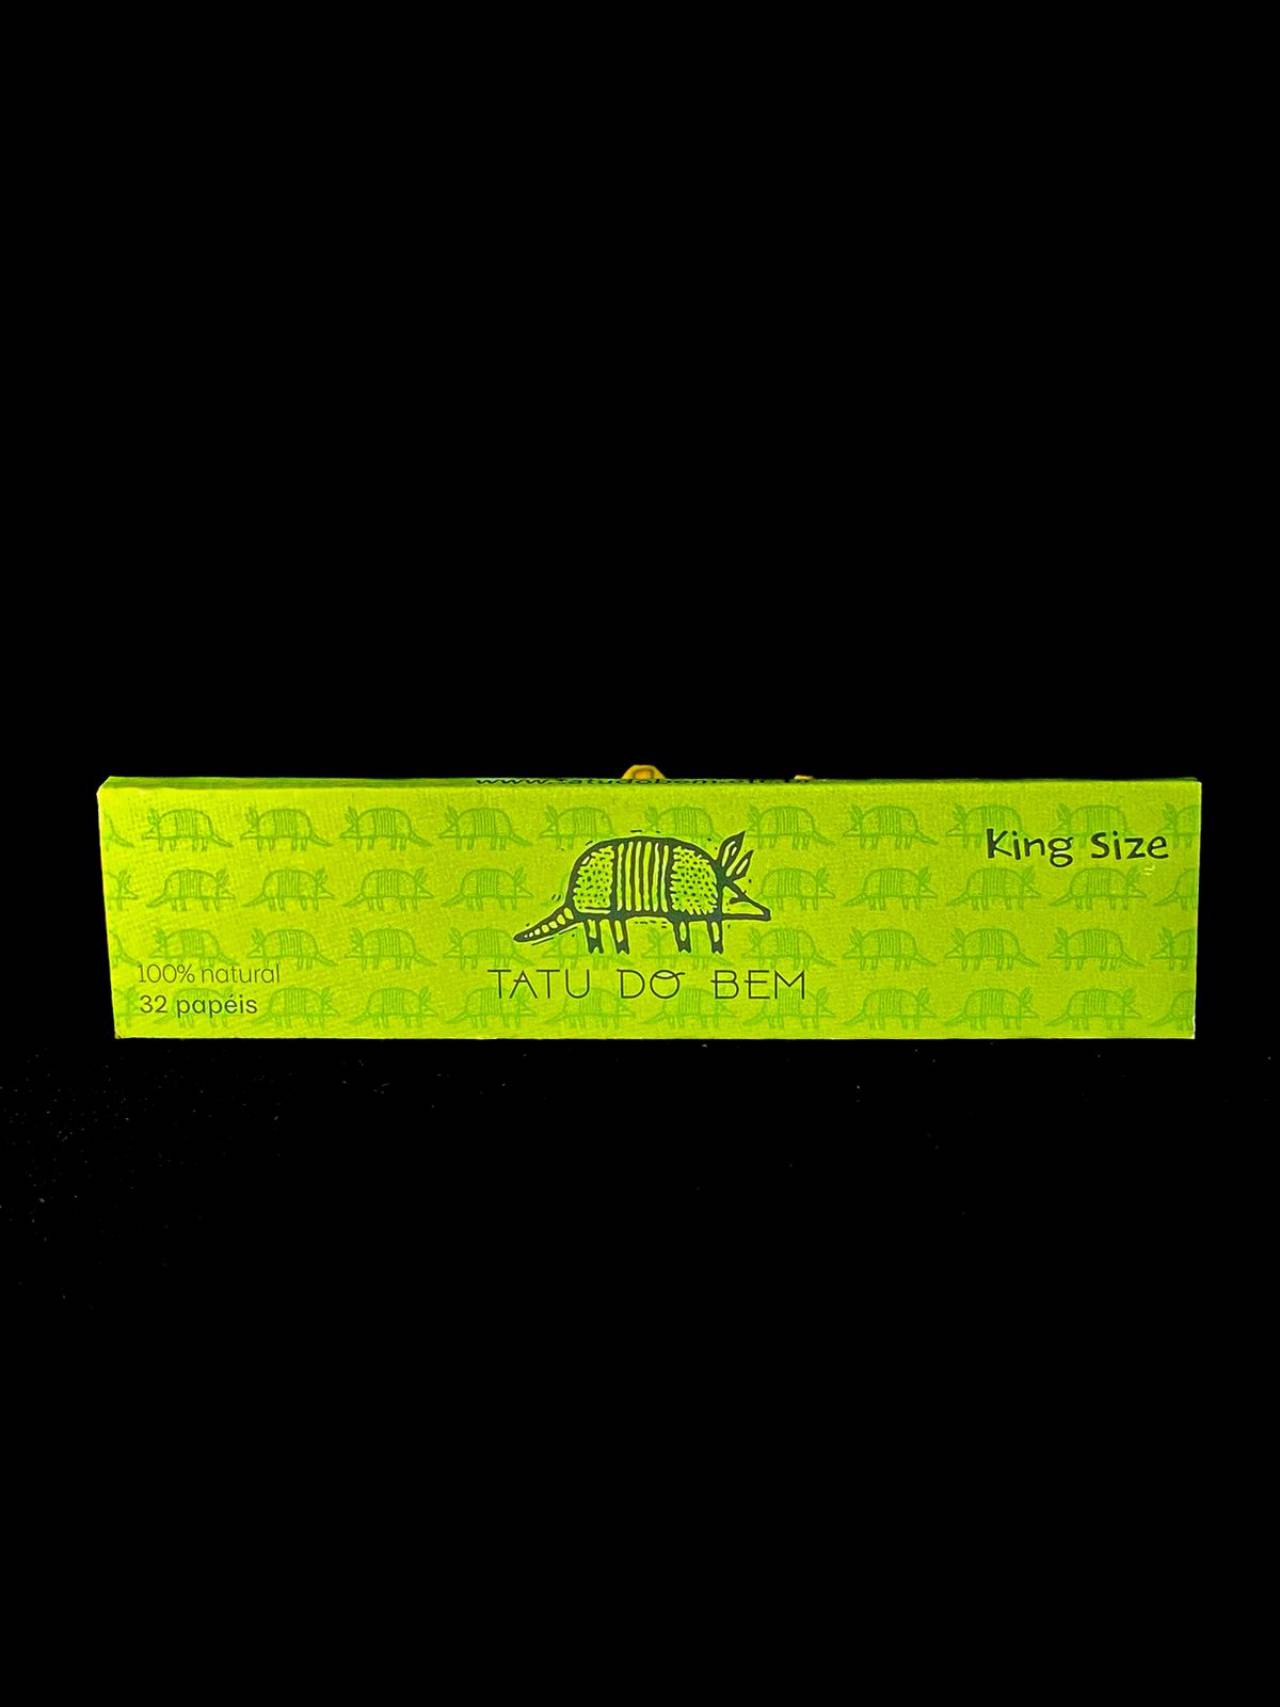 King Size
TATU DO BEM
100% natural
32 papéis